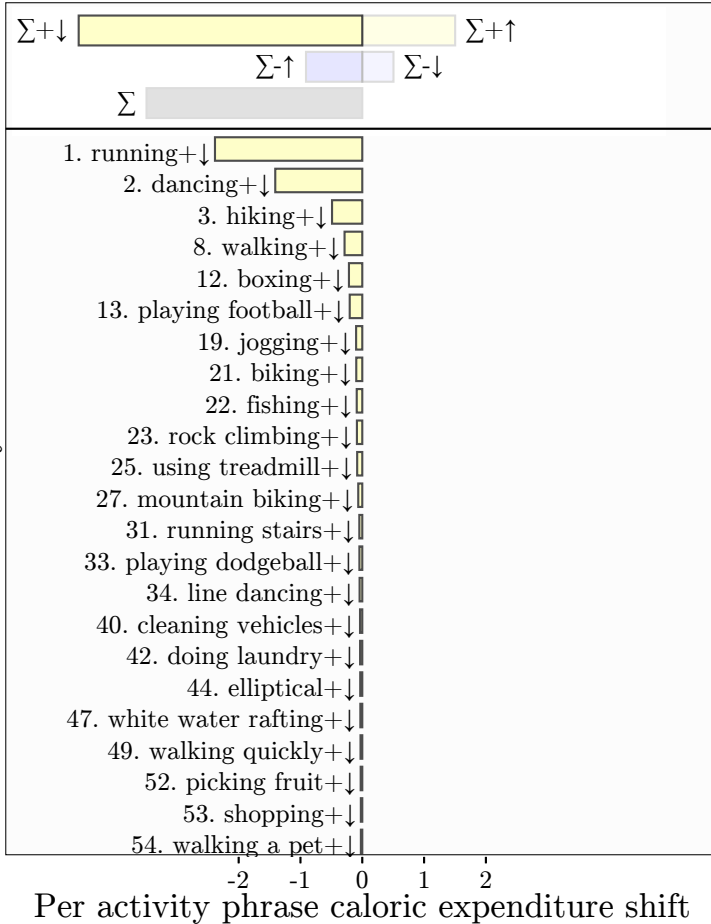 ∑+↓ ∑+↑
∑-↑ ∑-↓
∑
1. running+↓
2. dancing+↓
3. hiking+↓
8. walking+↓
12. boxing+↓
13. playing football+↓
19. jogging+↓
21. biking+↓
22. fishing+↓
23. rock climbing+↓
25. using treadmill+↓
27. mountain biking+↓
31. running stairs+↓
33. playing dodgeball+↓
34. line dancing+↓
40. cleaning vehicles+↓
42. doing laundry+↓
44. elliptical+↓
47. white water rafting+↓
49. walking quickly+↓
52. picking fruit+↓
53. shopping+↓
54. walking a pet+↓
-2 -1 0 1 2
Per activity phrase caloric expenditure shift